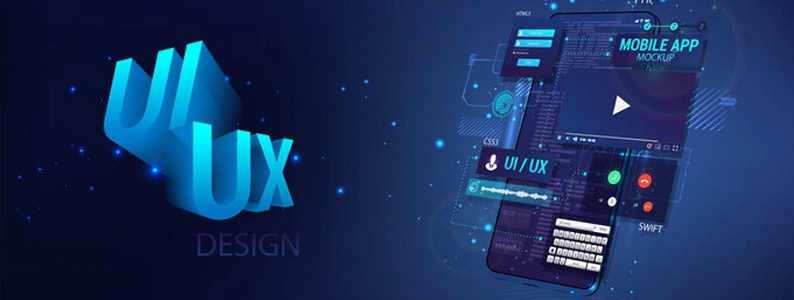 UI
UX
DESIGN
HTML5
MOBILE APP
MOCKUP
CSS3
UI / UX
SWIFT